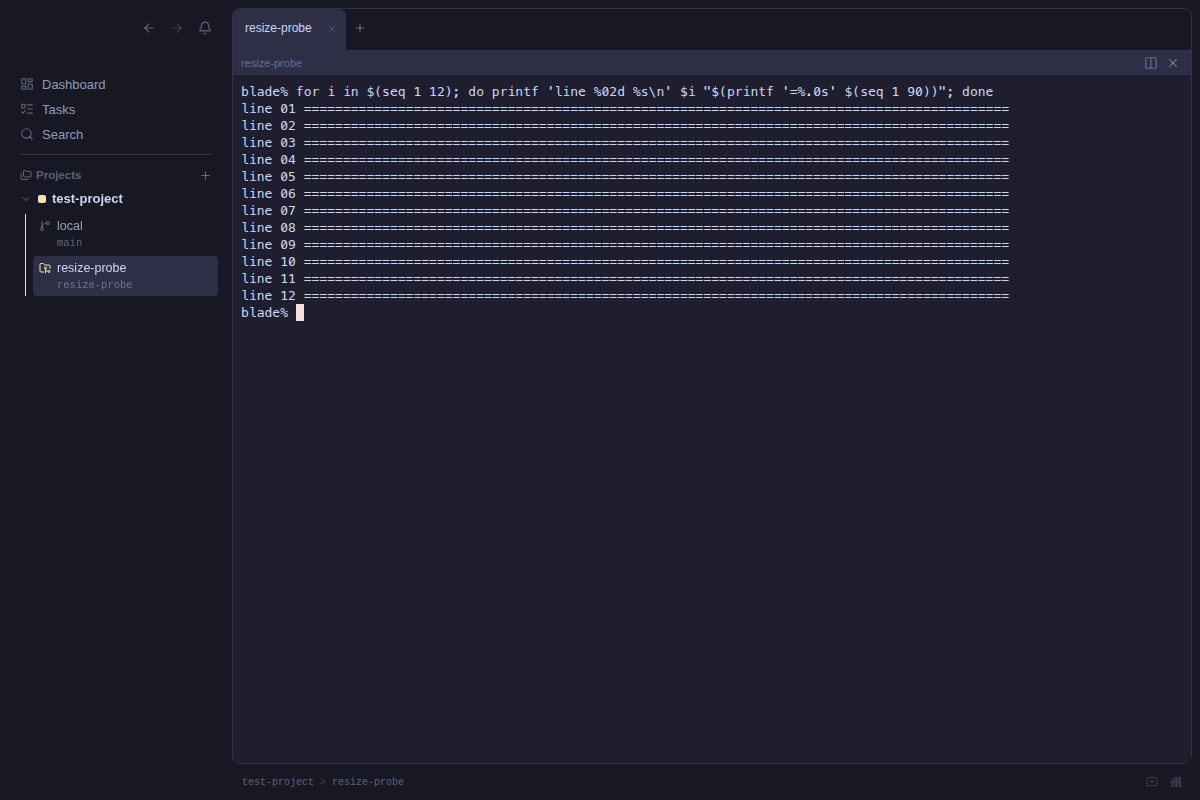 resize-probe
Dashboard
Tasks
Search
Projects
test-project
local
main
resize-probe
resize-probe
resize-probe
blade% for i in $(seq 1 12); do printf 'line %02d %s\n' $i "$(printf '=%.0s' $(seq 1 90))"; done
line 01 ==========================================================================================
line 02 ==========================================================================================
line 03 ==========================================================================================
line 04 ==========================================================================================
line 05 ==========================================================================================
line 06 ==========================================================================================
line 07 ==========================================================================================
line 08 ==========================================================================================
line 09 ==========================================================================================
line 10 ==========================================================================================
line 11 ==========================================================================================
line 12 ==========================================================================================
blade%
test-project > resize-probe